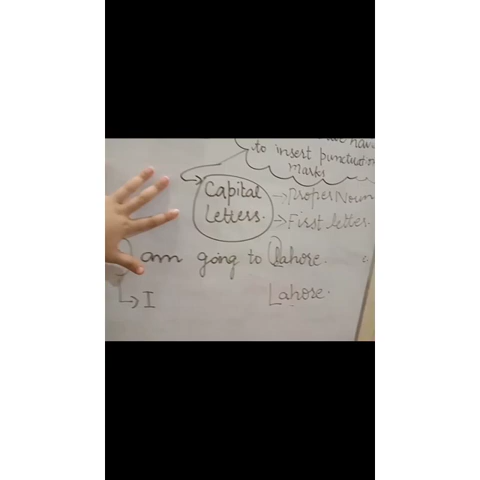 to insert punctuation
marks
Capital → Proper Noun
Letters. → First letter.
am going to lahore.
↳ I Lahore.